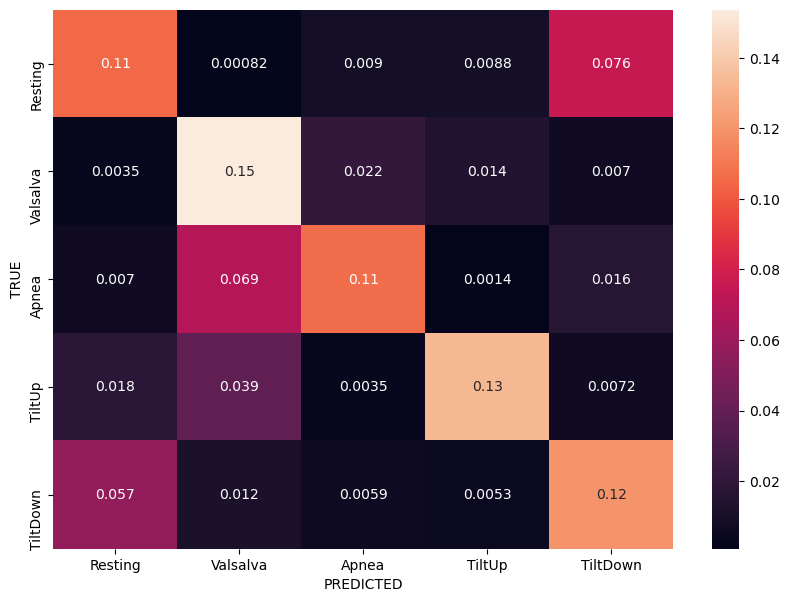 0.11 0.00082 0.009 0.0088 0.076
0.0035 0.15 0.022 0.014 0.007
0.007 0.069 0.11 0.0014 0.016
0.018 0.039 0.0035 0.13 0.0072
0.057 0.012 0.0059 0.0053 0.12
Resting
Valsalva
Apnea
TiltUp
TiltDown
TRUE
Resting Valsalva Apnea TiltUp TiltDown
PREDICTED
0.14
0.12
0.10
0.08
0.06
0.04
0.02